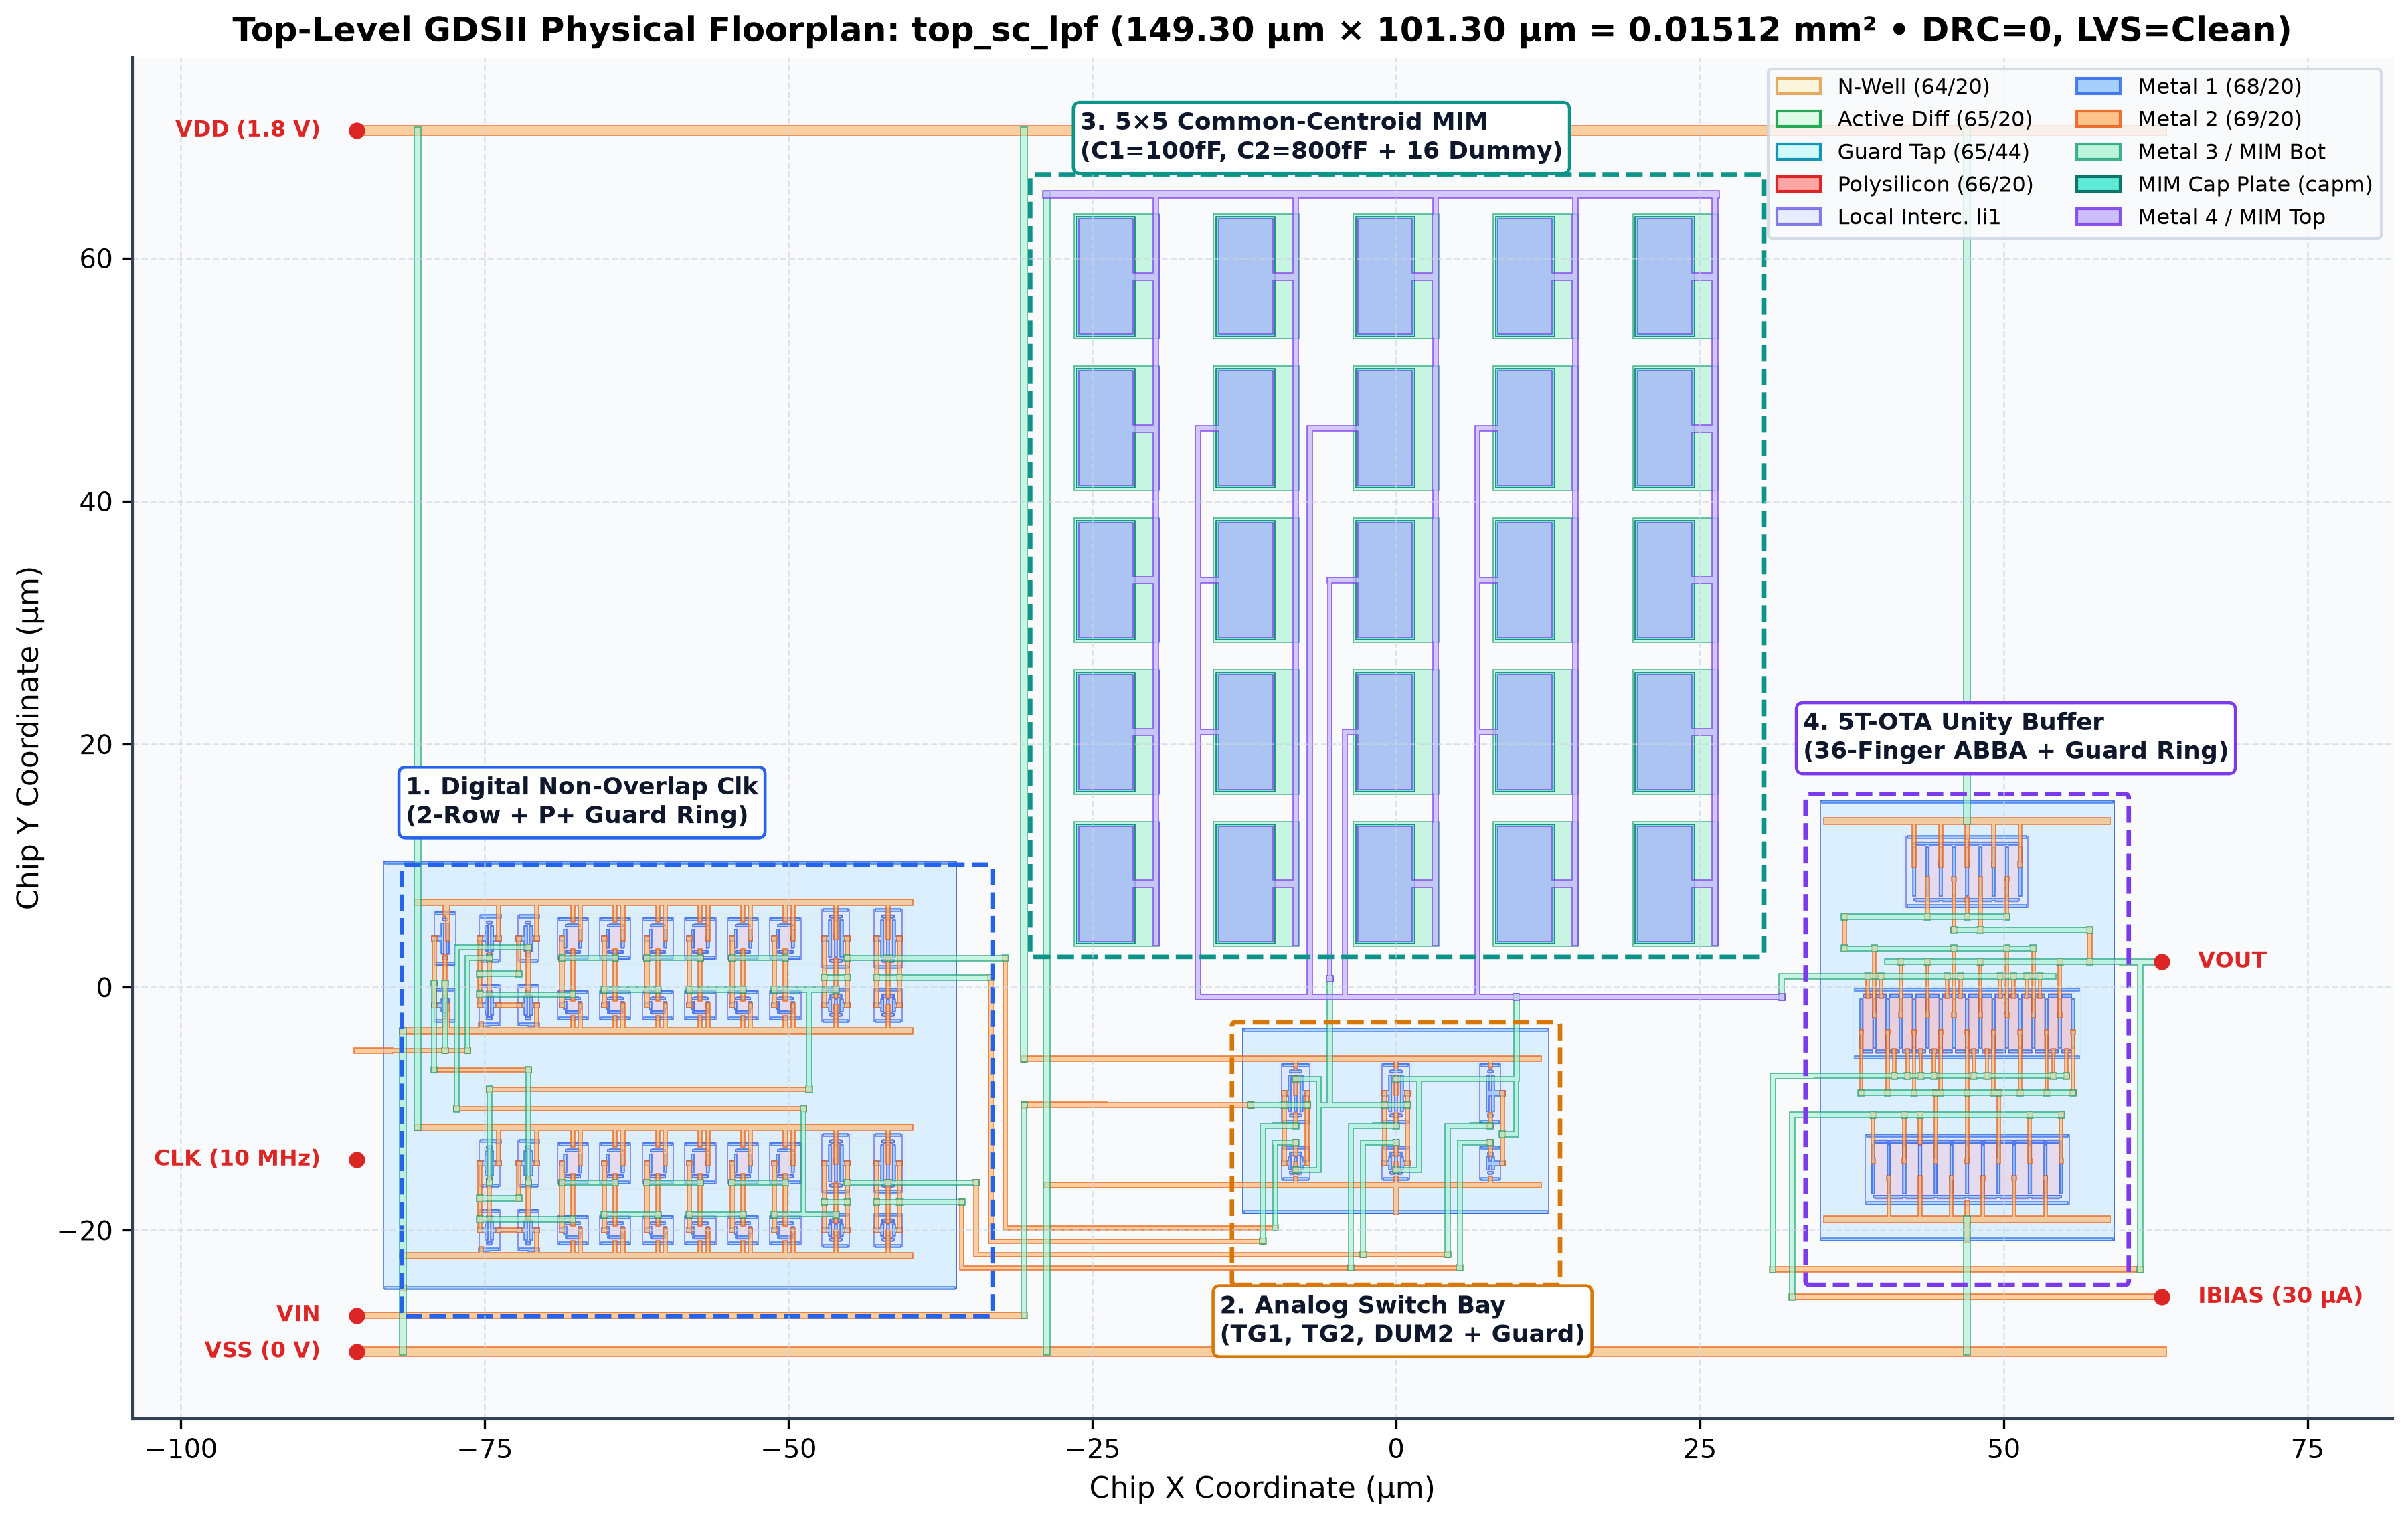 Top-Level GDSII Physical Floorplan: top_sc_lpf (149.30 µm × 101.30 µm = 0.01512 mm² • DRC=0, LVS=Clean)
N-Well (64/20)
Active Diff (65/20)
Guard Tap (65/44)
Polysilicon (66/20)
Local Interc. li1
Metal 1 (68/20)
Metal 2 (69/20)
Metal 3 / MIM Bot
MIM Cap Plate (capm)
Metal 4 / MIM Top
VDD (1.8 V)
3. 5×5 Common-Centroid MIM
(C1=100fF, C2=800fF + 16 Dummy)
4. 5T-OTA Unity Buffer
(36-Finger ABBA + Guard Ring)
1. Digital Non-Overlap Clk
(2-Row + P+ Guard Ring)
VOUT
CLK (10 MHz)
IBIAS (30 µA)
VIN
2. Analog Switch Bay
(TG1, TG2, DUM2 + Guard)
VSS (0 V)
Chip Y Coordinate (µm)
60
40
20
0
−20
−100
−75
−50
−25
0
25
50
75
Chip X Coordinate (µm)